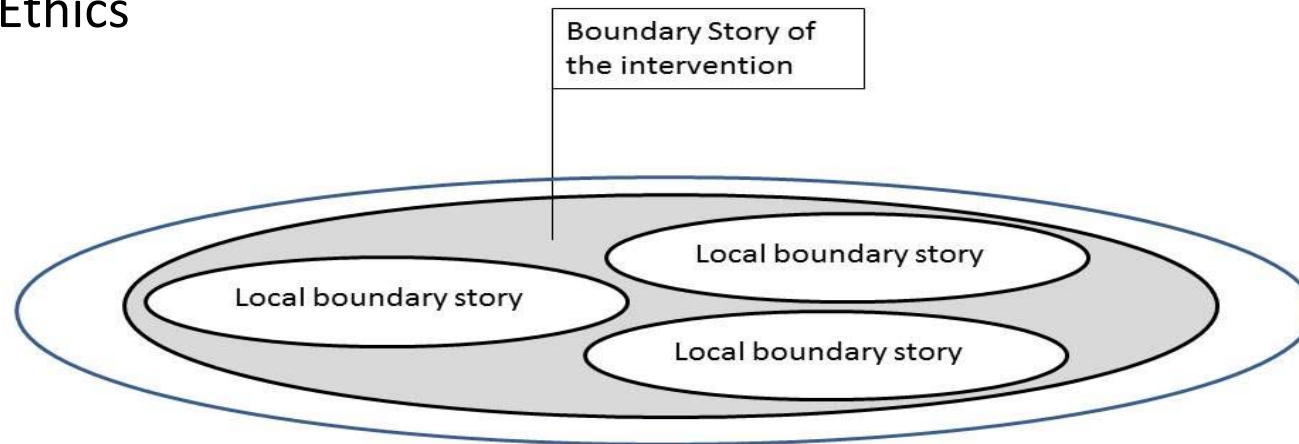 Ethics
Boundary Story of
the intervention
Local boundary story
Local boundary story
Local boundary story